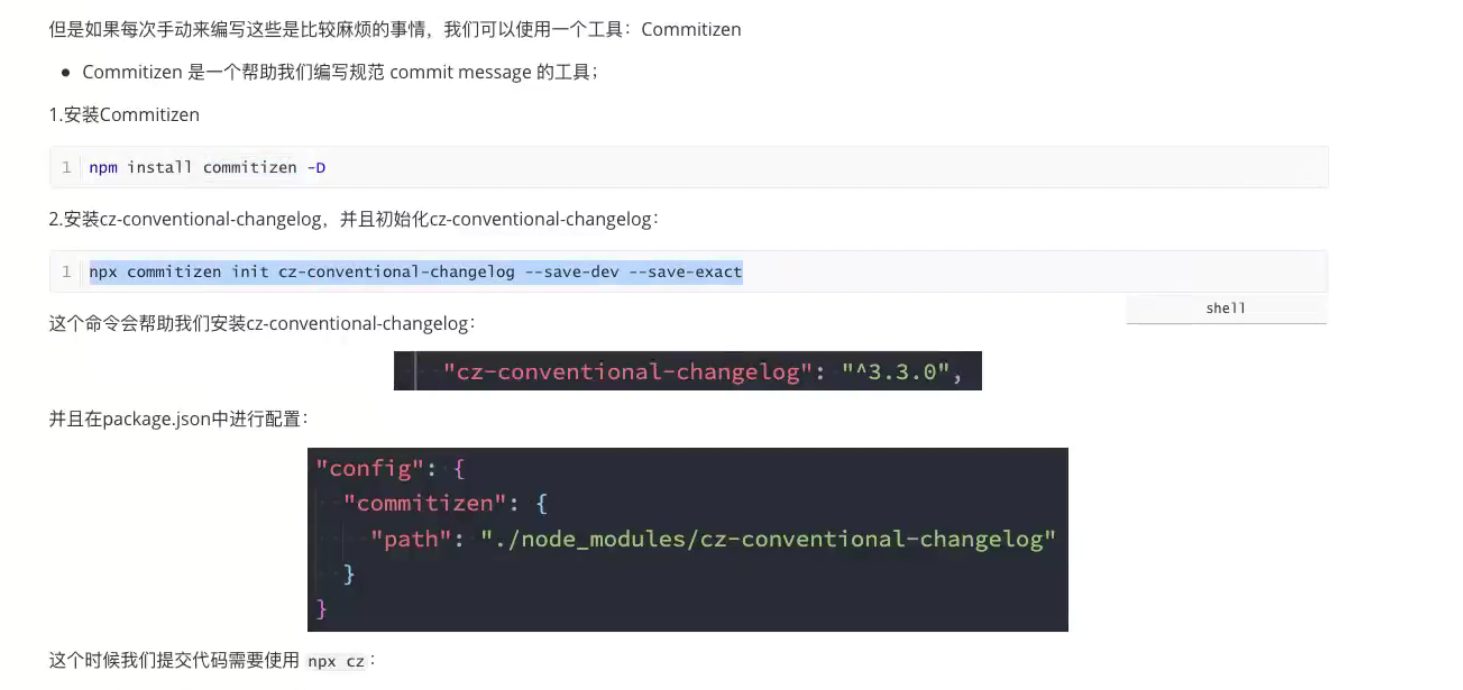 但是如果每次手动来编写这些是比较麻烦的事情，我们可以使用一个工具：Commitizen
● Commitizen 是一个帮助我们编写规范 commit message 的工具；
1.安装Commitizen
1 npm install commitizen -D
2.安装cz-conventional-changelog，并且初始化cz-conventional-changelog：
1 npx commitizen init cz-conventional-changelog --save-dev --save-exact
shell
这个命令会帮助我们安装cz-conventional-changelog：
"cz-conventional-changelog": "^3.3.0",
并且在package.json中进行配置：
"config": {
"commitizen": {
"path": "./node_modules/cz-conventional-changelog"
}
}
这个时候我们提交代码需要使用 npx cz：